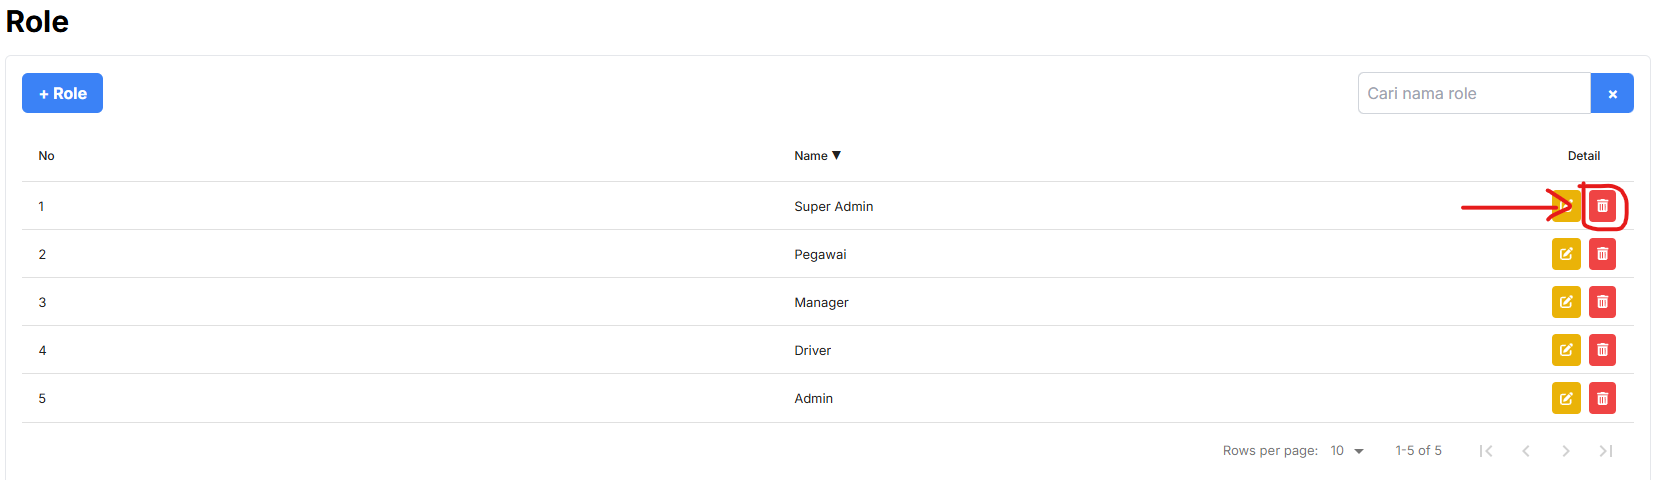 Role
+ Role
Cari nama role
×
No Name ▼ Detail
1 Super Admin
2 Pegawai
3 Manager
4 Driver
5 Admin
Rows per page: 10 1-5 of 5